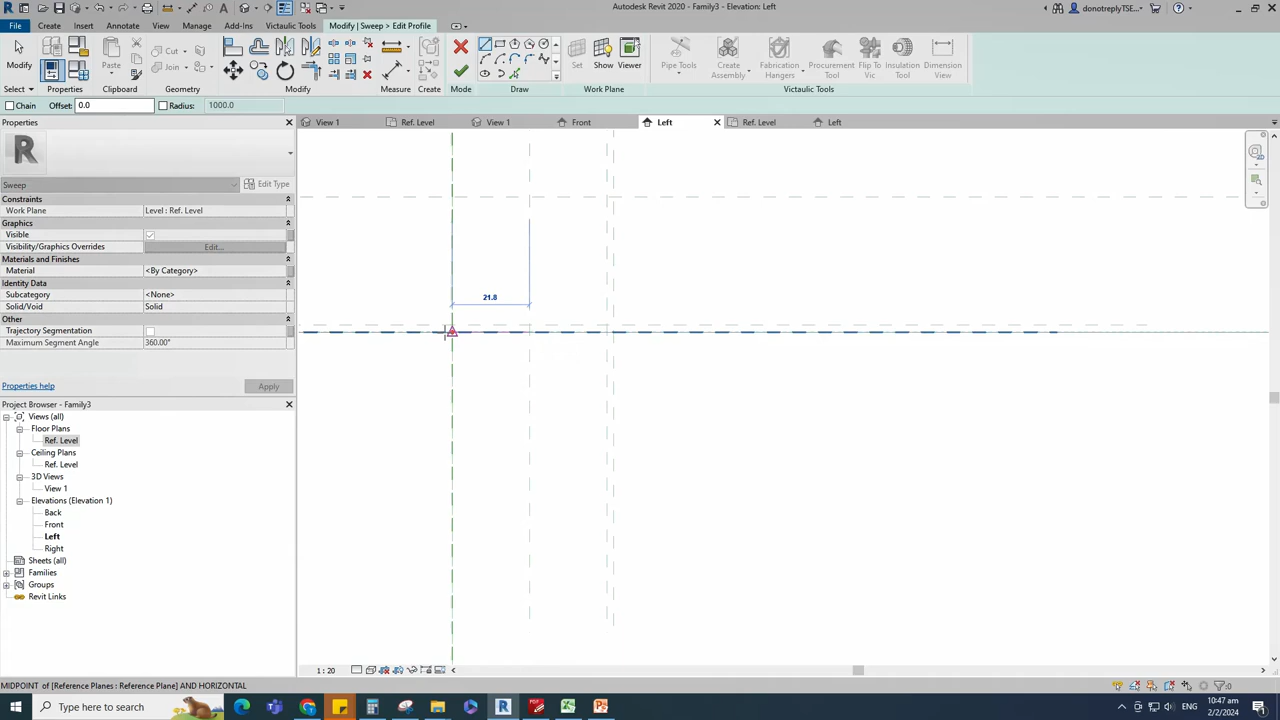 Autodesk Revit 2020 - Family3 - Elevation: Left
donotreplyTSE...
File Create Insert Annotate View Manage Add-Ins Victaulic Tools Modify | Sweep > Edit Profile
Modify
Paste
Cut
Join
Create
Set
Show
Viewer
Pipe Tools
Create Assembly
Fabrication Hangers
Procurement Tool
Flip To Vic
Insulation Tool
Dimension View
Select Properties Clipboard Geometry Modify Measure Create Mode Draw Work Plane Victaulic Tools
Chain Offset: 0.0 Radius: 1000.0
Properties
View 1 Ref. Level View 1 Front Left Ref. Level Left
Sweep Edit Type
Constraints
Work Plane Level : Ref. Level
Graphics
Visible
Visibility/Graphics Overrides Edit...
Materials and Finishes
Material <By Category>
Identity Data
Subcategory <None>
Solid/Void Solid
Other
Trajectory Segmentation
Maximum Segment Angle 360.00°
Properties help Apply
21.8
Project Browser - Family3
Views (all)
Floor Plans
Ref. Level
Ceiling Plans
Ref. Level
3D Views
View 1
Elevations (Elevation 1)
Back
Front
Left
Right
Sheets (all)
Families
Groups
Revit Links
1 : 20
MIDPOINT of [Reference Planes : Reference Plane] AND HORIZONTAL
:0
Type here to search
10:47 am
2/2/2024